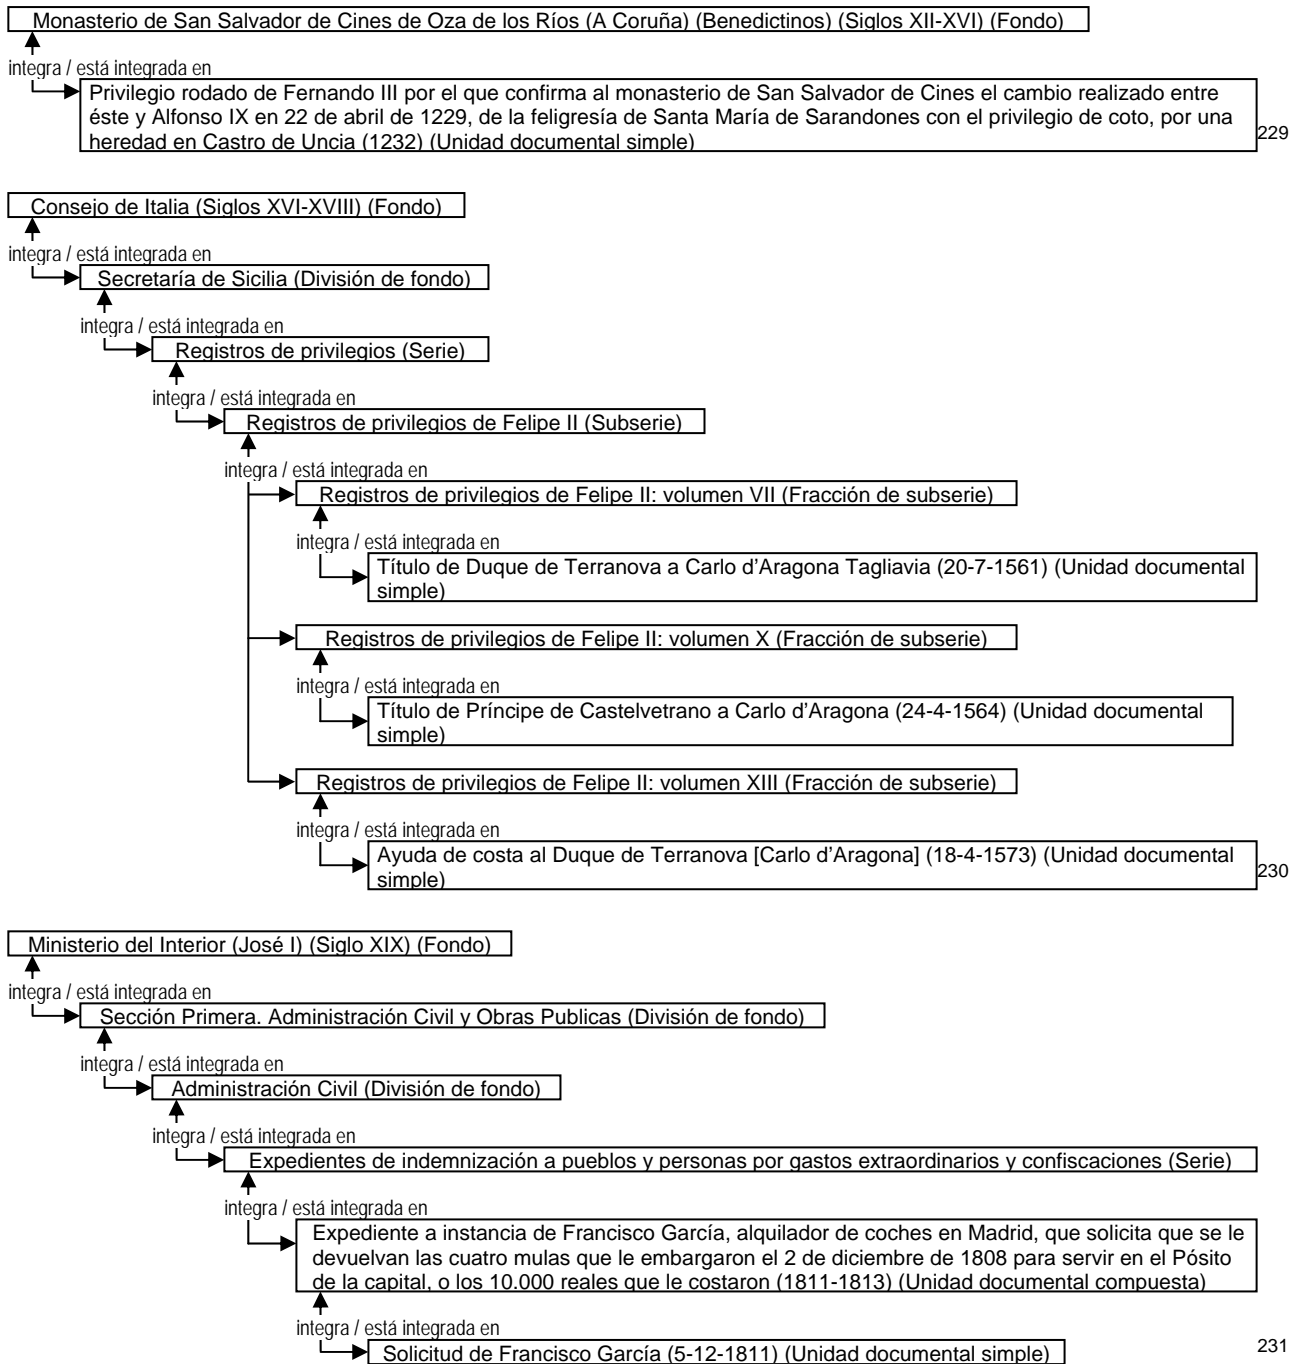 Monasterio de San Salvador de Cines de Oza de los Ríos (A Coruña) (Benedictinos) (Siglos XII-XVI) (Fondo)
integra / está integrada en
Privilegio rodado de Fernando III por el que confirma al monasterio de San Salvador de Cines el cambio realizado entre
éste y Alfonso IX en 22 de abril de 1229, de la feligresía de Santa María de Sarandones con el privilegio de coto, por una
heredad en Castro de Uncia (1232) (Unidad documental simple)
229
Consejo de Italia (Siglos XVI-XVIII) (Fondo)
integra / está integrada en
Secretaría de Sicilia (División de fondo)
integra / está integrada en
Registros de privilegios (Serie)
integra / está integrada en
Registros de privilegios de Felipe II (Subserie)
integra / está integrada en
Registros de privilegios de Felipe II: volumen VII (Fracción de subserie)
integra / está integrada en
Título de Duque de Terranova a Carlo d’Aragona Tagliavia (20-7-1561) (Unidad documental
simple)
Registros de privilegios de Felipe II: volumen X (Fracción de subserie)
integra / está integrada en
Título de Príncipe de Castelvetrano a Carlo d’Aragona (24-4-1564) (Unidad documental
simple)
Registros de privilegios de Felipe II: volumen XIII (Fracción de subserie)
integra / está integrada en
Ayuda de costa al Duque de Terranova [Carlo d’Aragona] (18-4-1573) (Unidad documental
simple)
230
Ministerio del Interior (José I) (Siglo XIX) (Fondo)
integra / está integrada en
Sección Primera. Administración Civil y Obras Publicas (División de fondo)
integra / está integrada en
Administración Civil (División de fondo)
integra / está integrada en
Expedientes de indemnización a pueblos y personas por gastos extraordinarios y confiscaciones (Serie)
integra / está integrada en
Expediente a instancia de Francisco García, alquilador de coches en Madrid, que solicita que se le
devuelvan las cuatro mulas que le embargaron el 2 de diciembre de 1808 para servir en el Pósito
de la capital, o los 10.000 reales que le costaron (1811-1813) (Unidad documental compuesta)
integra / está integrada en
Solicitud de Francisco García (5-12-1811) (Unidad documental simple)
231